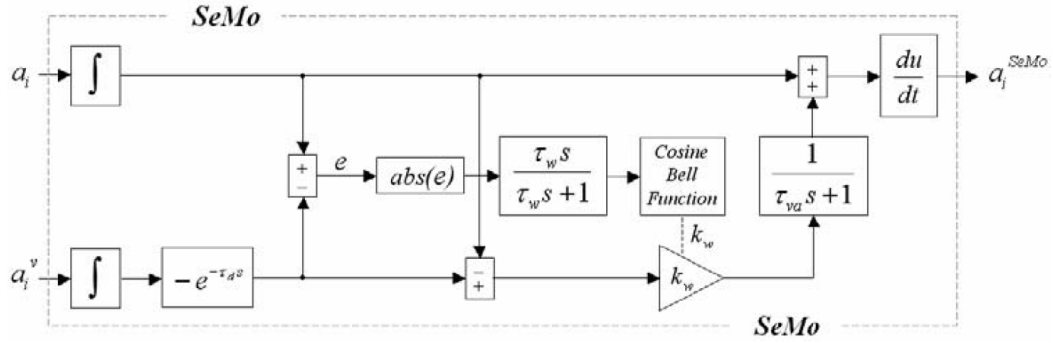 SeMo
a_i
∫
+
+
du/dt
a_i^SeMo
+
−
e
abs(e)
τ_w s / τ_w s + 1
Cosine
Bell
Function
1 / τ_va s + 1
k_w
a_i^v
∫
− e^{−τ_d s}
−
+
k_w
SeMo